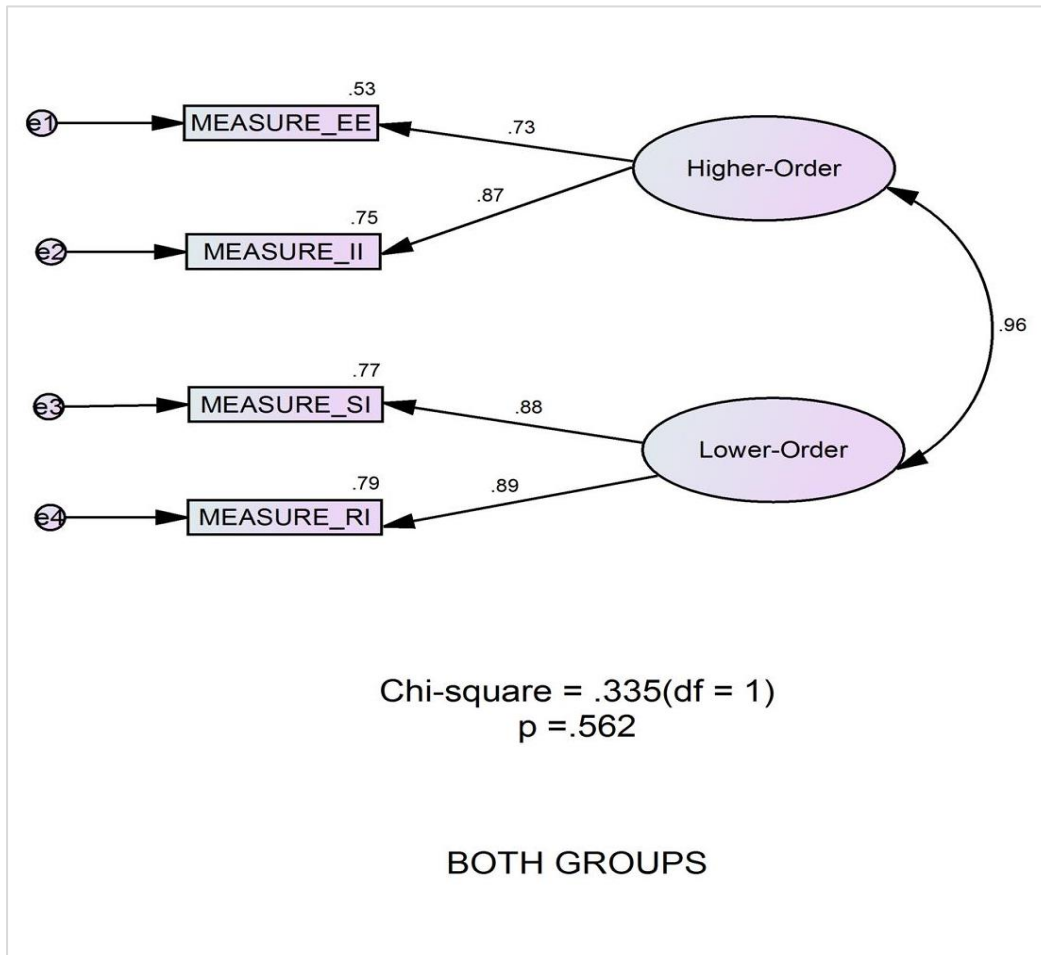 .53
e1
MEASURE_EE
.73
Higher-Order
.87
.75
e2
MEASURE_II
.96
.77
e3
MEASURE_SI
.88
Lower-Order
.79
.89
e4
MEASURE_RI
Chi-square = .335(df = 1)
p =.562
BOTH GROUPS